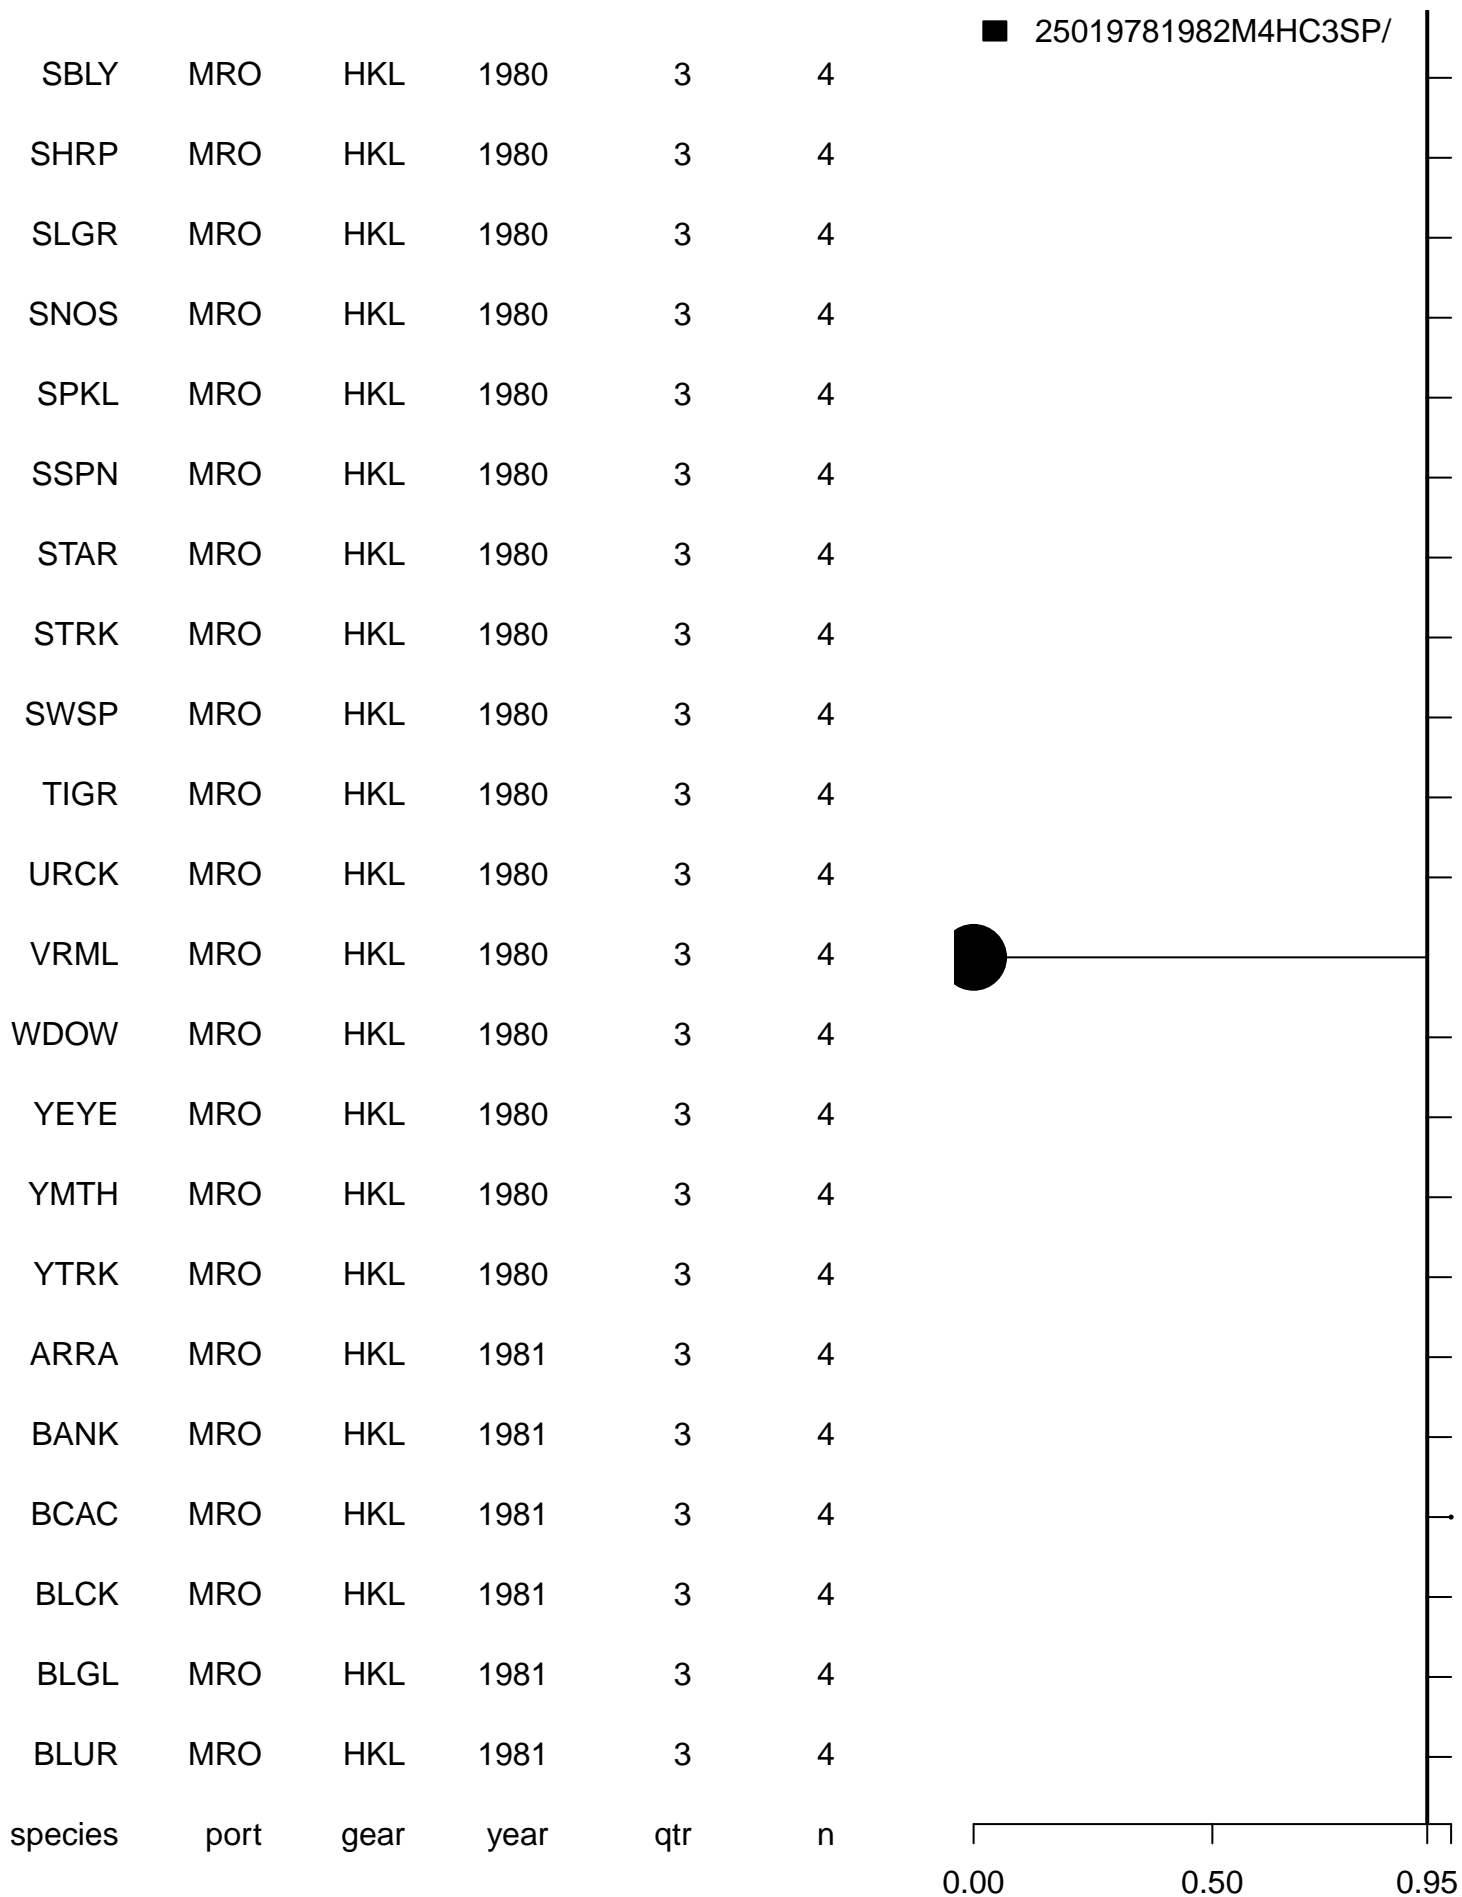 25019781982M4HC3SP/
SBLY MRO HKL 1980 3 4
SHRP MRO HKL 1980 3 4
SLGR MRO HKL 1980 3 4
SNOS MRO HKL 1980 3 4
SPKL MRO HKL 1980 3 4
SSPN MRO HKL 1980 3 4
STAR MRO HKL 1980 3 4
STRK MRO HKL 1980 3 4
SWSP MRO HKL 1980 3 4
TIGR MRO HKL 1980 3 4
URCK MRO HKL 1980 3 4
VRML MRO HKL 1980 3 4
WDOW MRO HKL 1980 3 4
YEYE MRO HKL 1980 3 4
YMTH MRO HKL 1980 3 4
YTRK MRO HKL 1980 3 4
ARRA MRO HKL 1981 3 4
BANK MRO HKL 1981 3 4
BCAC MRO HKL 1981 3 4
BLCK MRO HKL 1981 3 4
BLGL MRO HKL 1981 3 4
BLUR MRO HKL 1981 3 4
species port gear year qtr n
0.00 0.50 0.95